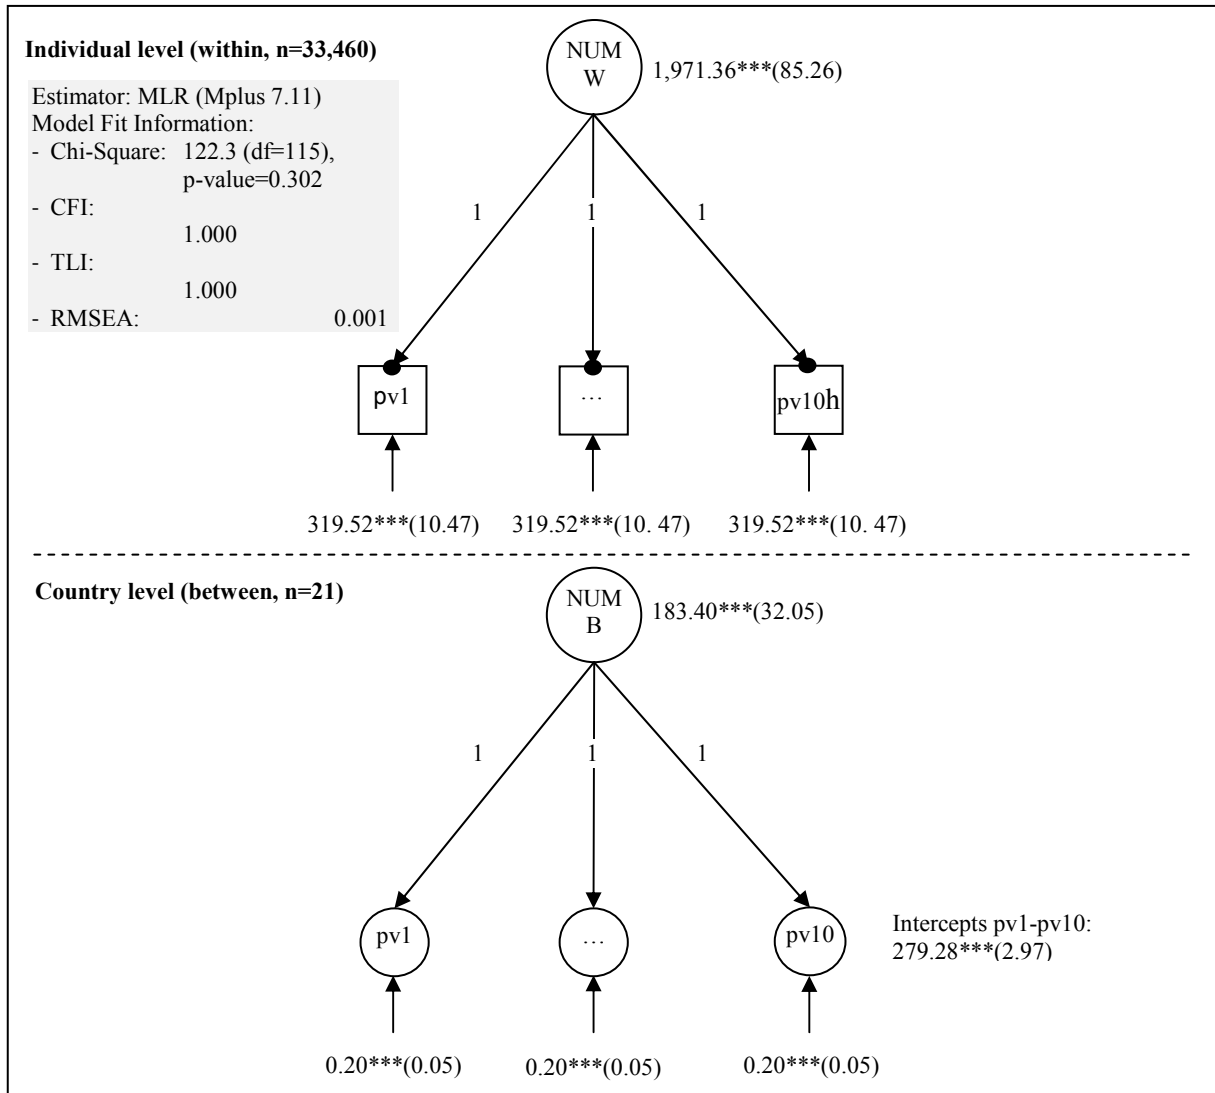 Individual level (within, n=33,460)
NUM
W
1,971.36***(85.26)
Estimator: MLR (Mplus 7.11)
Model Fit Information:
- Chi-Square: 122.3 (df=115),
p-value=0.302
- CFI:
1.000
- TLI:
1.000
- RMSEA: 0.001
1 1 1
pv1 ... pv10h
319.52***(10.47) 319.52***(10. 47) 319.52***(10. 47)
Country level (between, n=21)
NUM
B
183.40***(32.05)
1 1 1
pv1 ... pv10
Intercepts pv1-pv10:
279.28***(2.97)
0.20***(0.05) 0.20***(0.05) 0.20***(0.05)